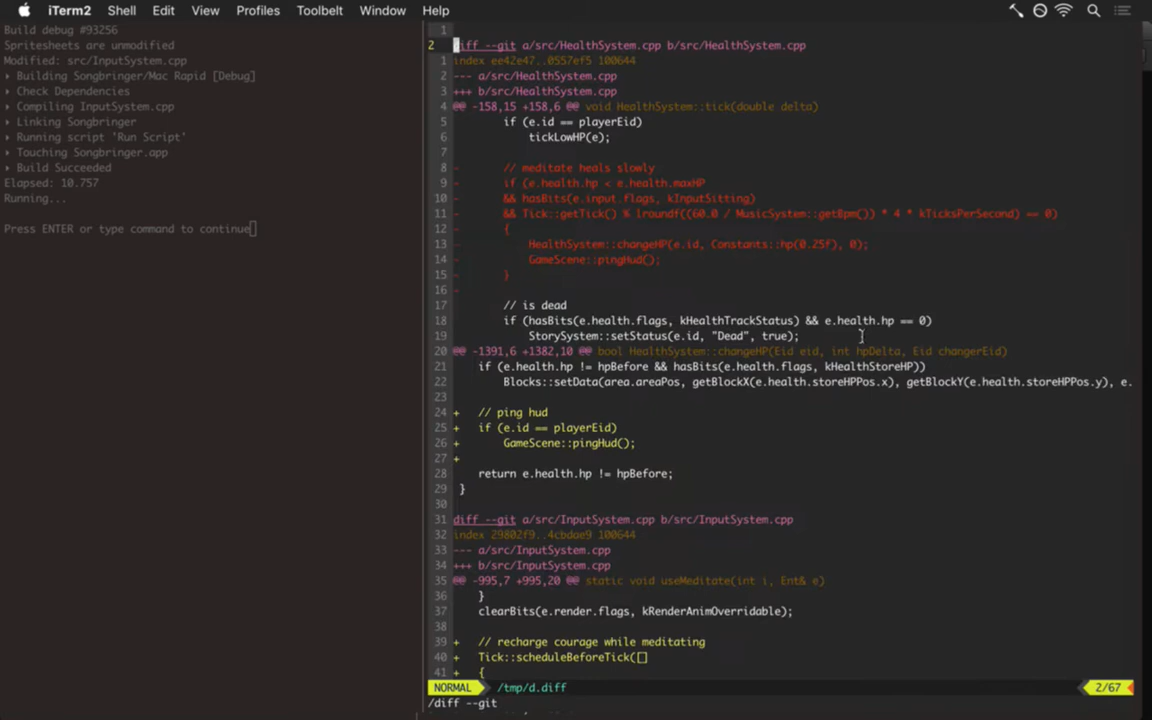 iTerm2 Shell Edit View Profiles Toolbelt Window Help
Build debug #93256
Spritesheets are unmodified
Modified: src/InputSystem.cpp
▸ Building Songbringer/Mac Rapid [Debug]
▸ Check Dependencies
▸ Compiling InputSystem.cpp
▸ Linking Songbringer
▸ Running script 'Run Script'
▸ Touching Songbringer.app
▸ Build Succeeded
Elapsed: 10.757
Running...
Press ENTER or type command to continue
1
2 diff --git a/src/HealthSystem.cpp b/src/HealthSystem.cpp
1 index ee42e47..0557ef5 100644
2 --- a/src/HealthSystem.cpp
3 +++ b/src/HealthSystem.cpp
4 @@ -158,15 +158,6 @@ void HealthSystem::tick(double delta)
5 if (e.id == playerEid)
6 tickLowHP(e);
7
8 - // meditate heals slowly
9 - if (e.health.hp < e.health.maxHP
10 - && hasBits(e.input.flags, kInputSitting)
11 - && Tick::getTick() % lroundf((60.0 / MusicSystem::getBpm()) * 4 * kTicksPerSecond) == 0)
12 - {
13 - HealthSystem::changeHP(e.id, Constants::hp(0.25f), 0);
14 - GameScene::pingHud();
15 - }
16 -
17 // is dead
18 if (hasBits(e.health.flags, kHealthTrackStatus) && e.health.hp == 0)
19 StorySystem::setStatus(e.id, "Dead", true);
20 @@ -1391,6 +1382,10 @@ bool HealthSystem::changeHP(Eid eid, int hpDelta, Eid changerEid)
21 if (e.health.hp != hpBefore && hasBits(e.health.flags, kHealthStoreHP))
22 Blocks::setData(area.areaPos, getBlockX(e.health.storeHPPos.x), getBlockY(e.health.storeHPPos.y), e.
23
24 + // ping hud
25 + if (e.id == playerEid)
26 + GameScene::pingHud();
27 +
28 return e.health.hp != hpBefore;
29 }
30
31 diff --git a/src/InputSystem.cpp b/src/InputSystem.cpp
32 index 29802f9..4cbdae9 100644
33 --- a/src/InputSystem.cpp
34 +++ b/src/InputSystem.cpp
35 @@ -995,7 +995,20 @@ static void useMeditate(int i, Ent& e)
36 }
37 clearBits(e.render.flags, kRenderAnimOverridable);
38
39 + // recharge courage while meditating
40 + Tick::scheduleBeforeTick([]
41 + {
NORMAL /tmp/d.diff 2/67
/diff --git